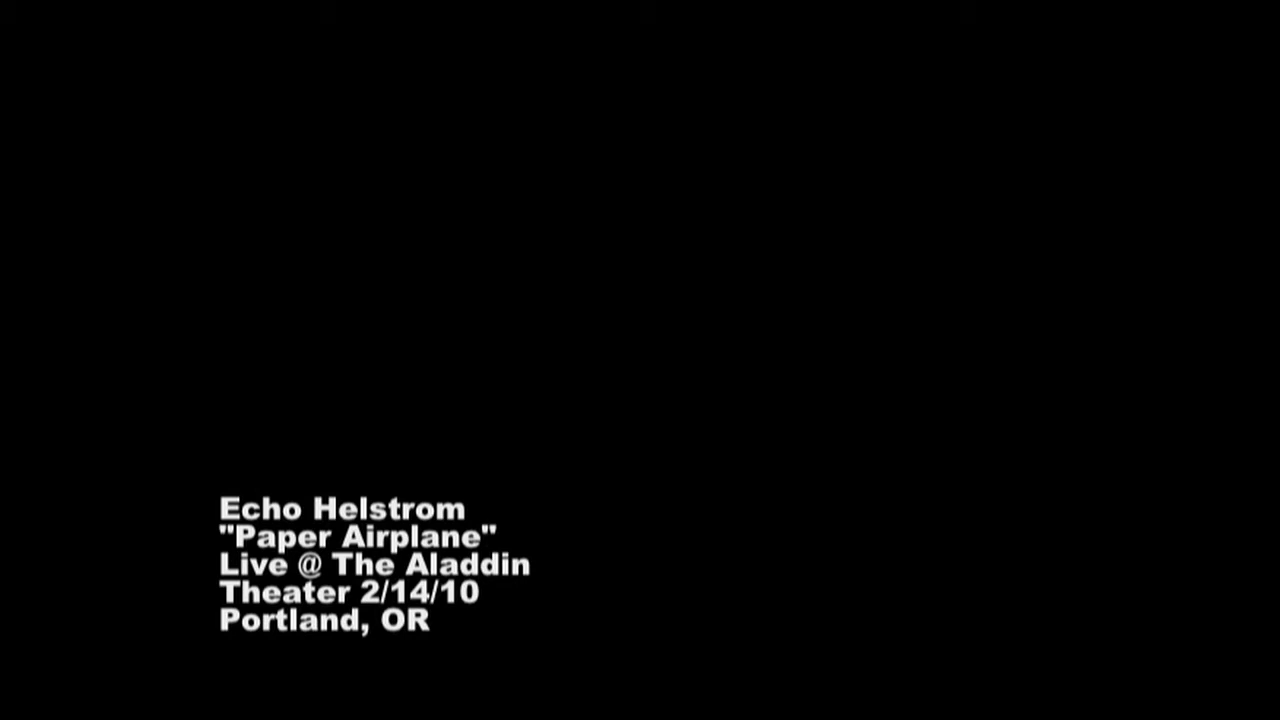 Echo Helstrom
"Paper Airplane"
Live @ The Aladdin
Theater 2/14/10
Portland, OR